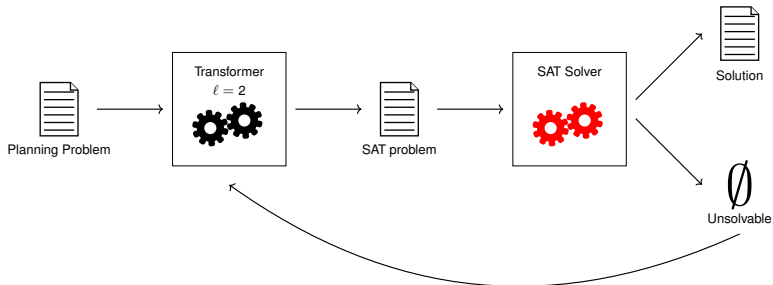 Planning Problem
Transformer
ℓ = 2
SAT problem
SAT Solver
Solution
∅
Unsolvable